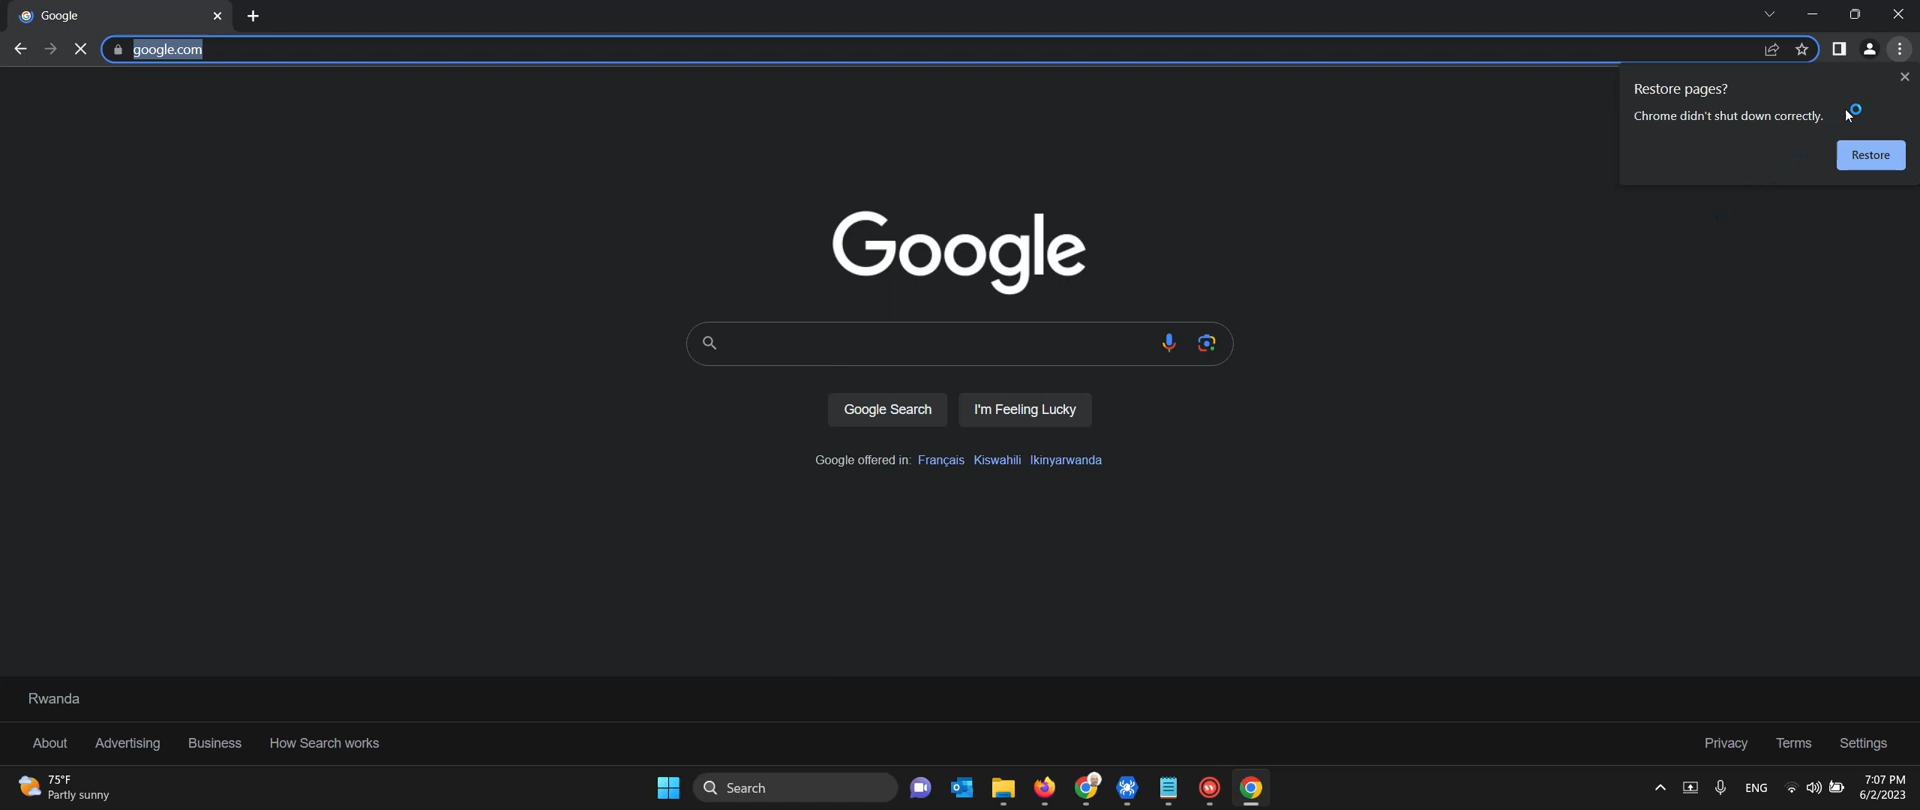 Google
google.com
Restore pages?
Chrome didn't shut down correctly.
Restore
Google
Google Search
I'm Feeling Lucky
Google offered in: Français Kiswahili Ikinyarwanda
Rwanda
About Advertising Business How Search works
Privacy Terms Settings
75°F
Partly sunny
Search
ENG
7:07 PM
6/2/2023